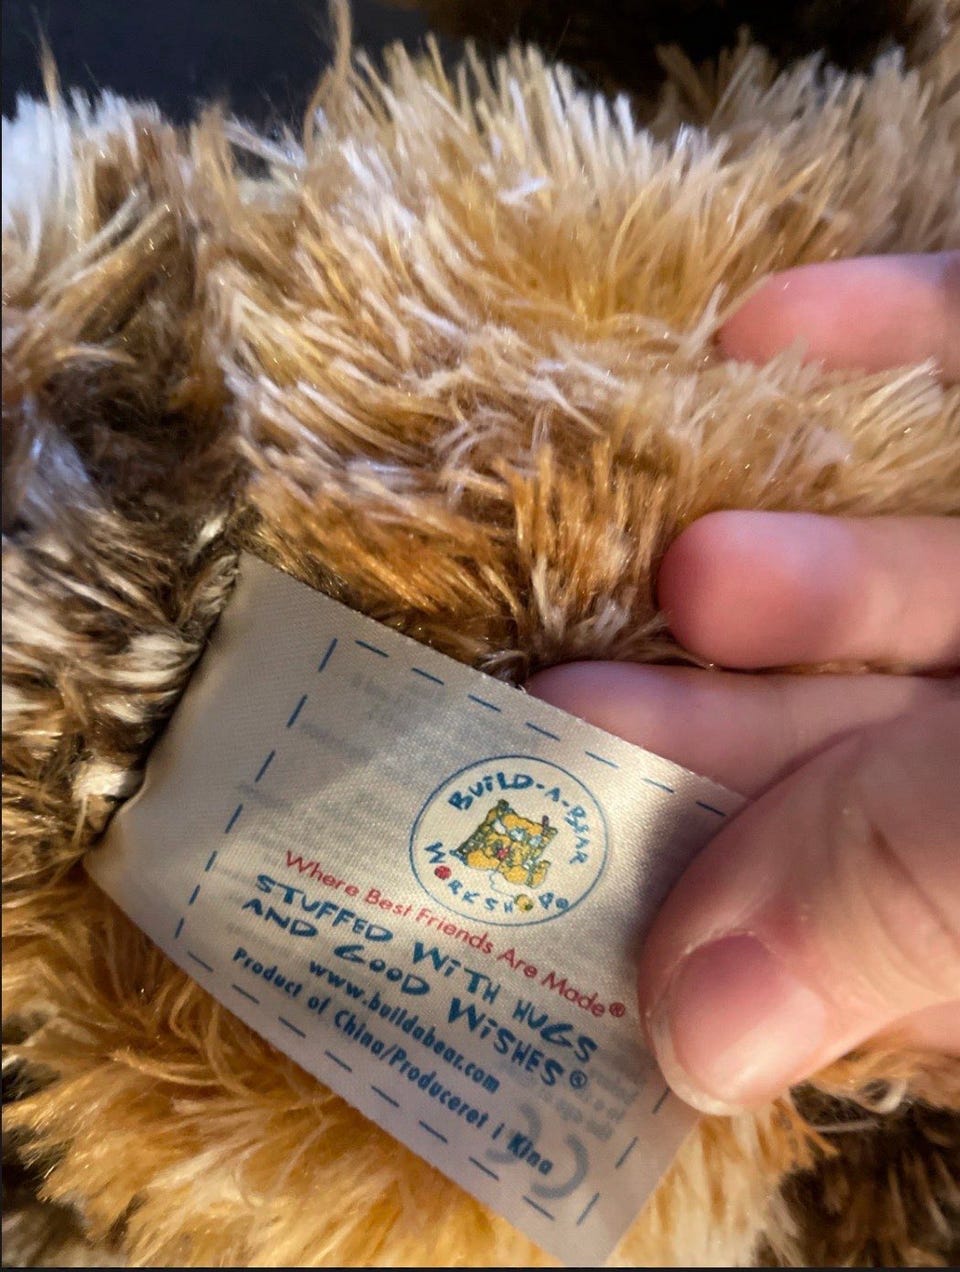 BUILD-A-BEAR
WORKSHOP®
Where Best Friends Are Made®
STUFFED WITH HUGS
AND GOOD WISHES®
www.buildabear.com
Product of China/Produceret i Kina
CE